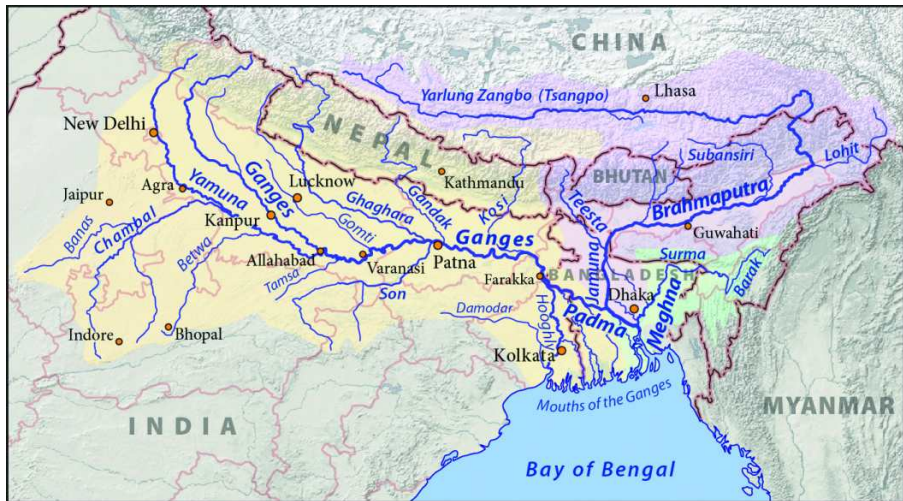 CHINA
Lhasa
Yarlung Zangbo (Tsangpo)
New Delhi
NEPAL
Subansiri
Lohit
BHUTAN
Kathmandu
Jaipur
Agra
Yamuna
Ganges
Lucknow
Ghaghara
Gandak
Kosi
Teesta
Brahmaputra
Banas
Chambal
Kanpur
Gomti
Guwahati
Betwa
Allahabad
Varanasi
Patna
Ganges
Jamuna
Surma
Barak
Tamsa
Son
Farakka
BANGLADESH
Dhaka
Meghna
Padma
Damodar
Hooghly
Indore
Bhopal
Kolkata
Mouths of the Ganges
INDIA
MYANMAR
Bay of Bengal